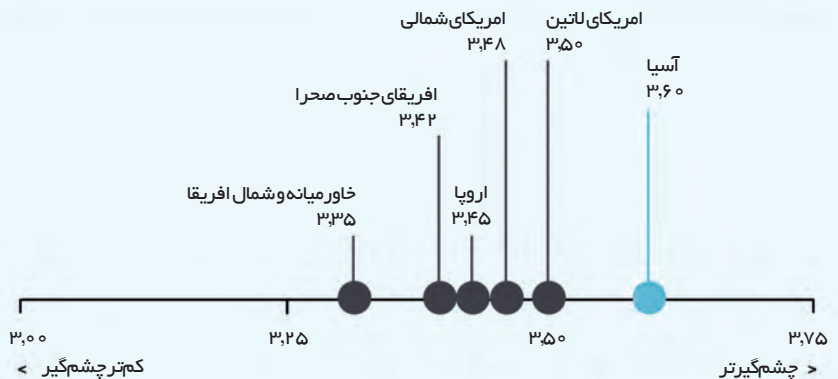 امریکای شمالی
۳٫۴۸
امریکای لاتین
۳٫۵۰
آسیا
۳٫۶۰
افریقای جنوب صحرا
۳٫۴۲
خاورمیانه و شمال افریقا
۳٫۳۵
اروپا
۳٫۴۵
۳٫۰۰
۳٫۲۵
۳٫۵۰
۳٫۷۵
< کم‌تر چشم‌گیر
چشم‌گیرتر >